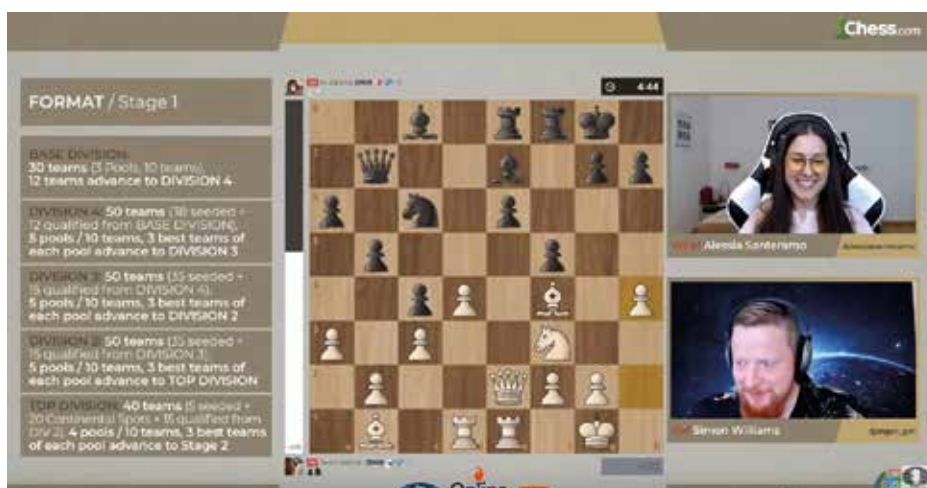 Chess.com
FORMAT / Stage 1
4:44
BASE DIVISION:
30 teams (3 Pools, 10 teams),
12 teams advance to DIVISION 4
DIVISION 4: 50 teams (38 seeded +
12 qualified from BASE DIVISION),
5 pools / 10 teams, 3 best teams of
each pool advance to DIVISION 3
DIVISION 3: 50 teams (35 seeded +
15 qualified from DIVISION 4),
5 pools / 10 teams, 3 best teams of
each pool advance to DIVISION 2
DIVISION 2: 50 teams (35 seeded +
15 qualified from DIVISION 3),
5 pools / 10 teams, 3 best teams of
each pool advance to TOP DIVISION
TOP DIVISION: 40 teams (5 seeded +
20 Continental Spots + 15 qualified from
DIV 2), 4 pools / 10 teams, 3 best teams
of each pool advance to Stage 2
Alessia Santeramo
Simon Williams
Online